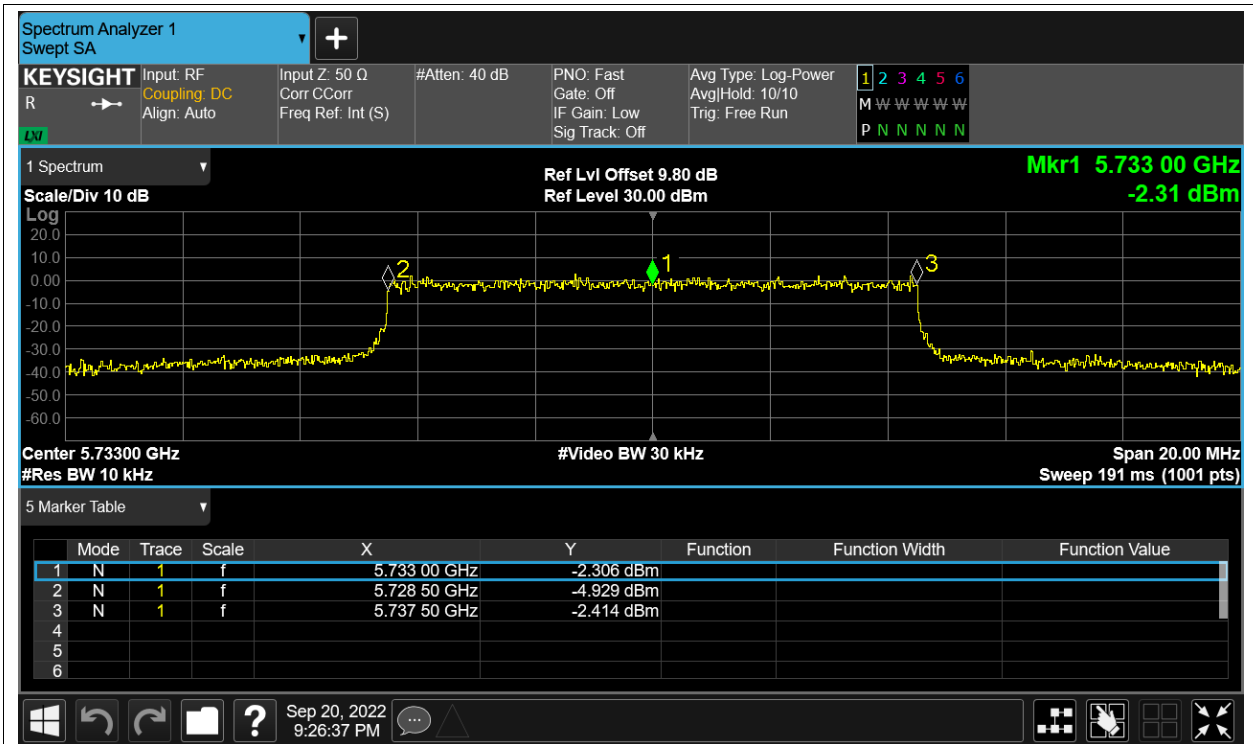 Spectrum Analyzer 1
Swept SA
KEYSIGHT
R
LXI
Input: RF
Coupling: DC
Align: Auto
Input Z: 50 Ω
Corr CCorr
Freq Ref: Int (S)
#Atten: 40 dB
PNO: Fast
Gate: Off
IF Gain: Low
Sig Track: Off
Avg Type: Log-Power
Avg|Hold: 10/10
Trig: Free Run
1 2 3 4 5 6
M W W W W W
P N N N N N
1 Spectrum
Scale/Div 10 dB
Ref Lvl Offset 9.80 dB
Ref Level 30.00 dBm
Mkr1 5.733 00 GHz
-2.31 dBm
Log
20.0
10.0
0.00
-10.0
-20.0
-30.0
-40.0
-50.0
-60.0
2
1
3
Center 5.73300 GHz
#Res BW 10 kHz
#Video BW 30 kHz
Span 20.00 MHz
Sweep 191 ms (1001 pts)
5 Marker Table
Mode Trace Scale X Y Function Function Width Function Value
1 N 1 f 5.733 00 GHz -2.306 dBm
2 N 1 f 5.728 50 GHz -4.929 dBm
3 N 1 f 5.737 50 GHz -2.414 dBm
4
5
6
?
Sep 20, 2022
9:26:37 PM